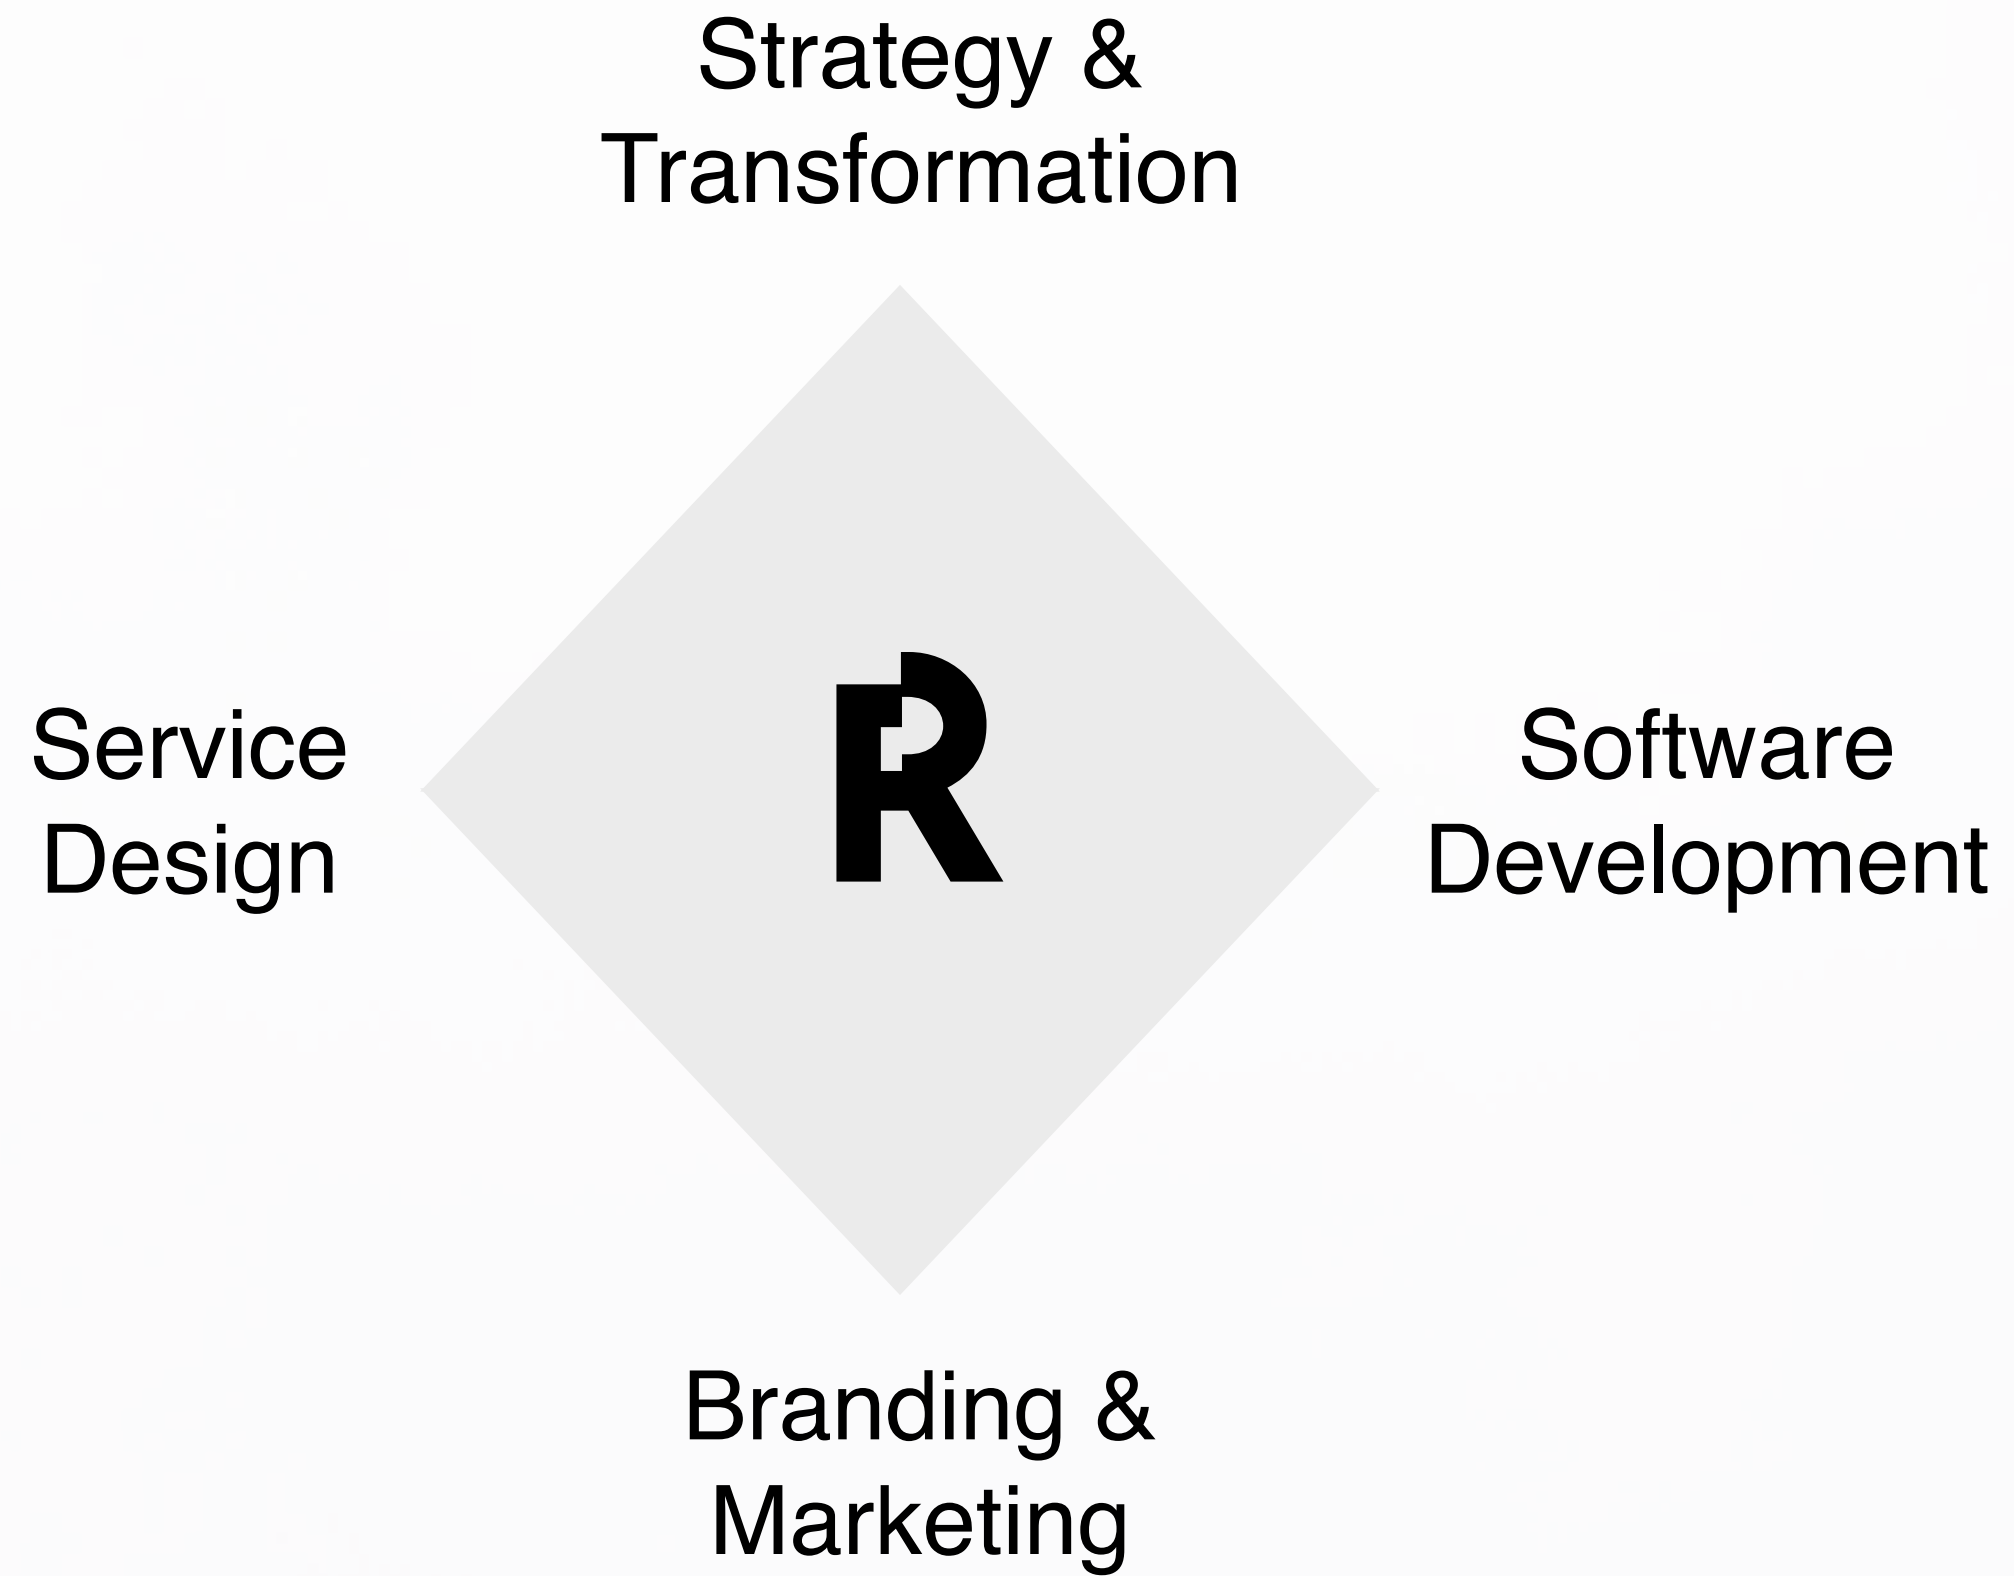 Strategy &
Transformation
Service
Design
R
Software
Development
Branding &
Marketing